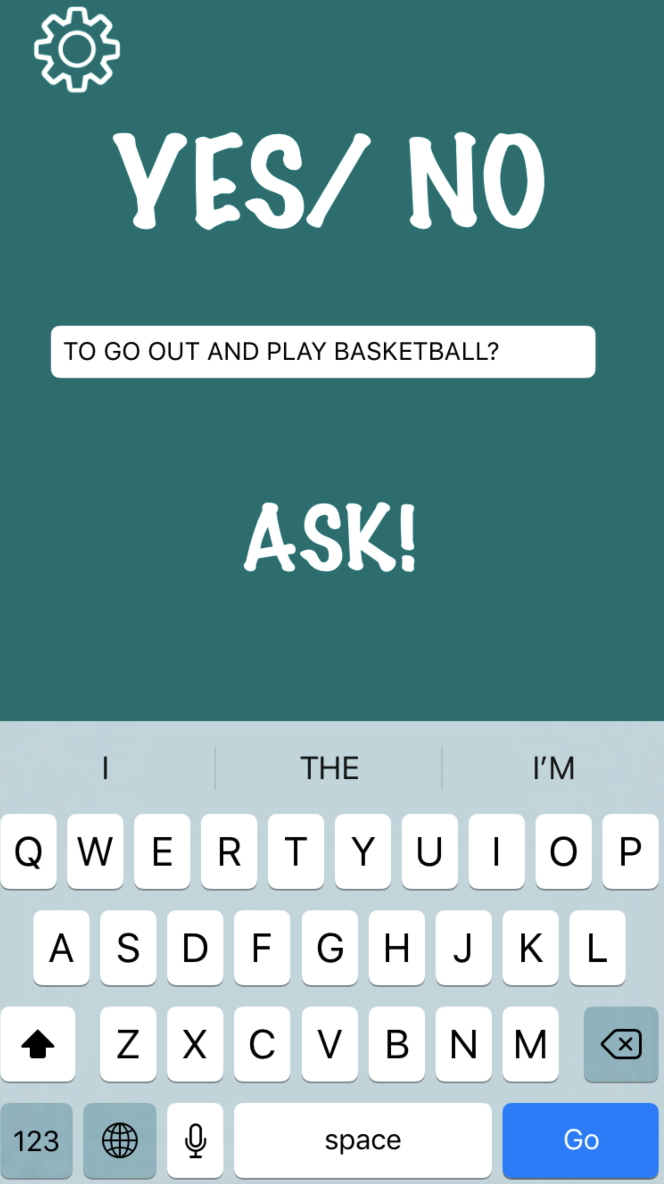 YES/ NO
TO GO OUT AND PLAY BASKETBALL?
ASK!
I THE I'M
Q W E R T Y U I O P
A S D F G H J K L
Z X C V B N M
123 space Go